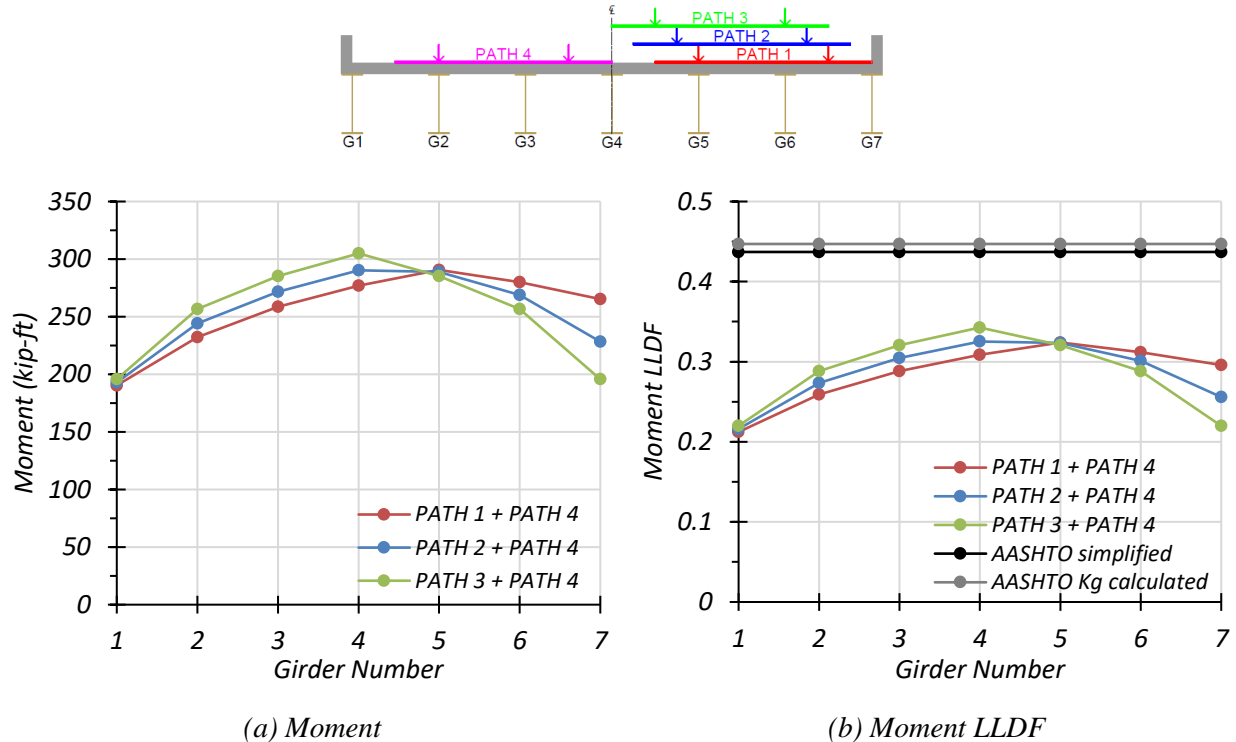 ℄
PATH 3
PATH 2
PATH 4
PATH 1
G1 G2 G3 G4 G5 G6 G7
350
300
250
200
150
100
50
0
Moment (kip-ft)
PATH 1 + PATH 4
PATH 2 + PATH 4
PATH 3 + PATH 4
1 2 3 4 5 6 7
Girder Number
(a) Moment
0.5
0.4
0.3
0.2
0.1
0
Moment LLDF
PATH 1 + PATH 4
PATH 2 + PATH 4
PATH 3 + PATH 4
AASHTO simplified
AASHTO Kg calculated
1 2 3 4 5 6 7
Girder Number
(b) Moment LLDF